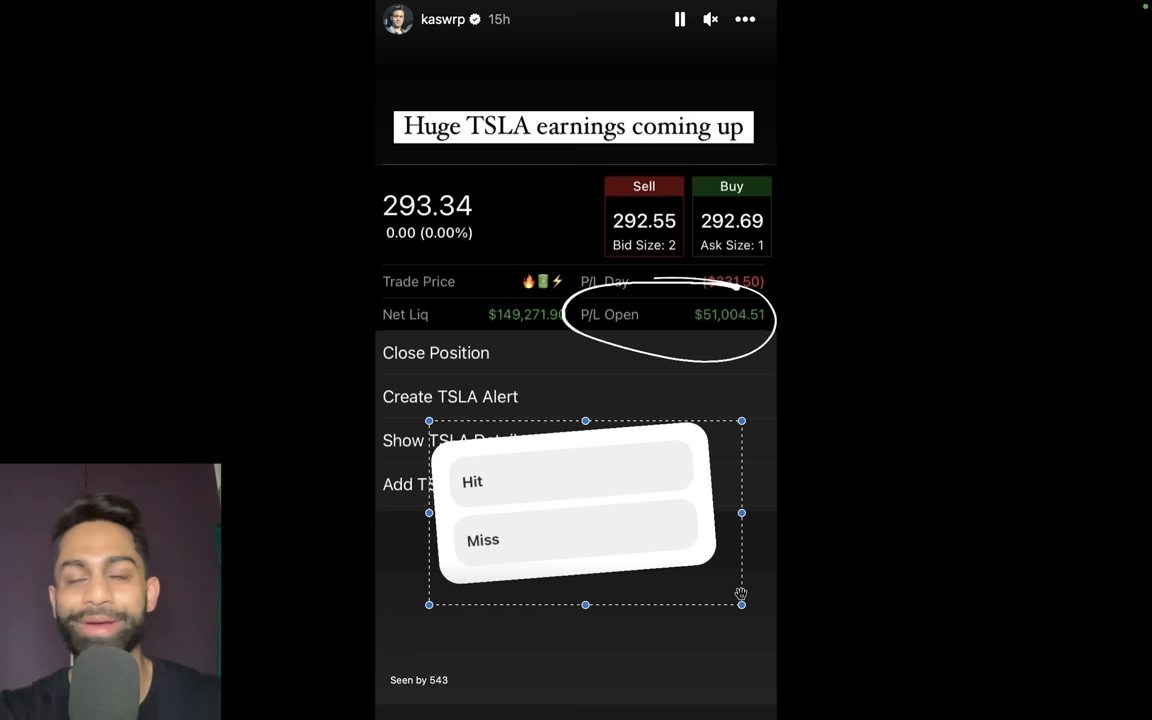 kaswrp 15h
Huge TSLA earnings coming up
Sell Buy
293.34 292.55 292.69
0.00 (0.00%) Bid Size: 2 Ask Size: 1
Trade Price 🔥🔋⚡ P/L Day
Net Liq $149,271.90 P/L Open $51,004.51
Close Position
Create TSLA Alert
Show TSLA
Hit
Add
Miss
Seen by 543